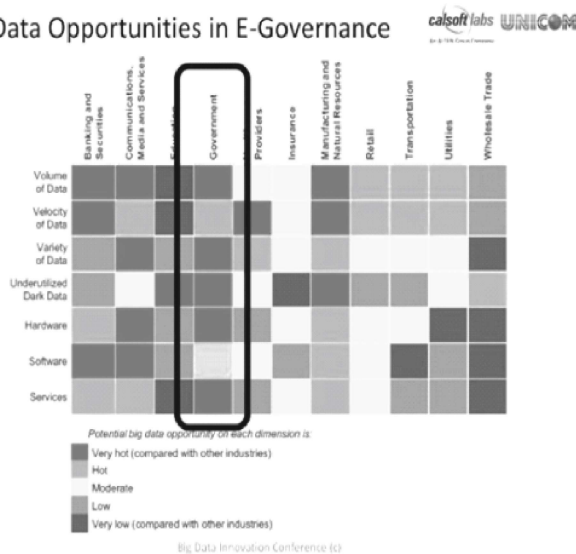 Data Opportunities in E-Governance
calsoft labs UNICOM
Banking and
Securities
Communications,
Media and Services
Government
Providers
Insurance
Manufacturing and
Natural Resources
Retail
Transportation
Utilities
Wholesale Trade
Volume
of Data
Velocity
of Data
Variety
of Data
Underutilized
Dark Data
Hardware
Software
Services
Potential big data opportunity on each dimension is:
Very hot (compared with other industries)
Hot
Moderate
Low
Very low (compared with other industries)
Big Data Innovation Conference (c)